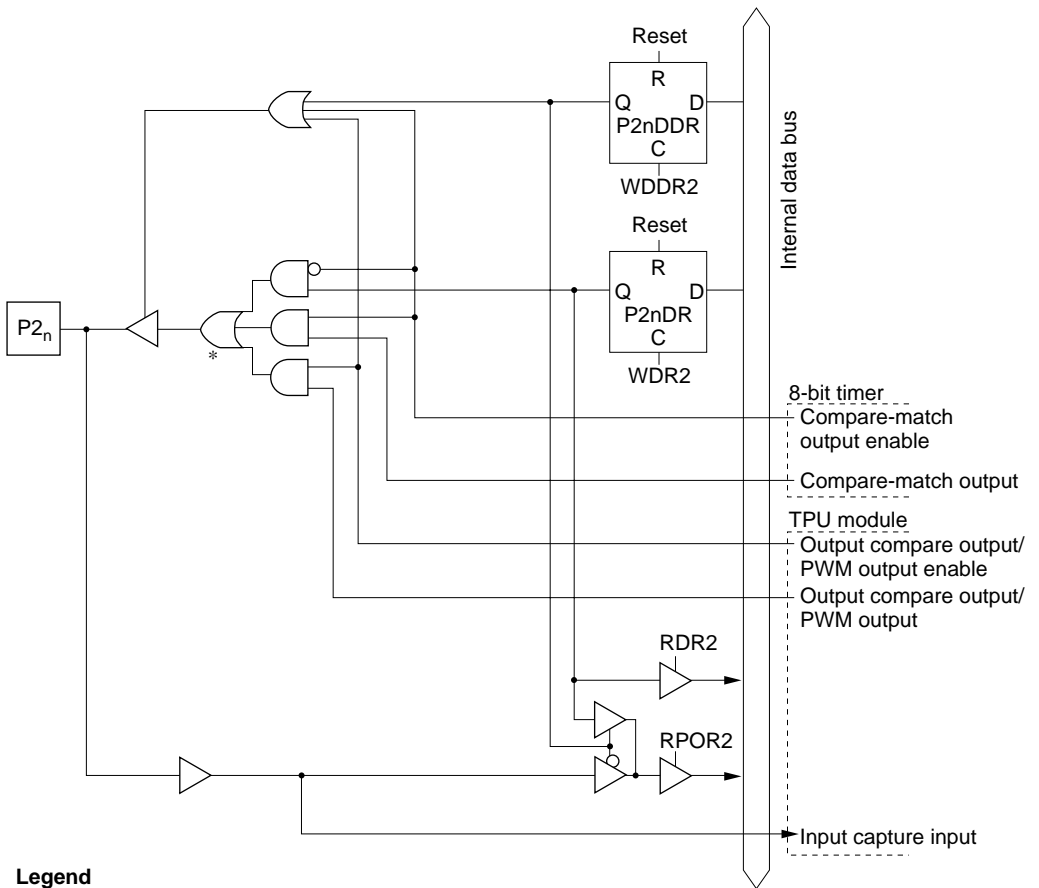 Reset
R
Q D
P2nDDR
C
WDDR2
Internal data bus
Reset
R
Q D
P2nDR
C
WDR2
P2n
*
8-bit timer
Compare-match
output enable
Compare-match output
TPU module
Output compare output/
PWM output enable
Output compare output/
PWM output
RDR2
RPOR2
Input capture input
Legend